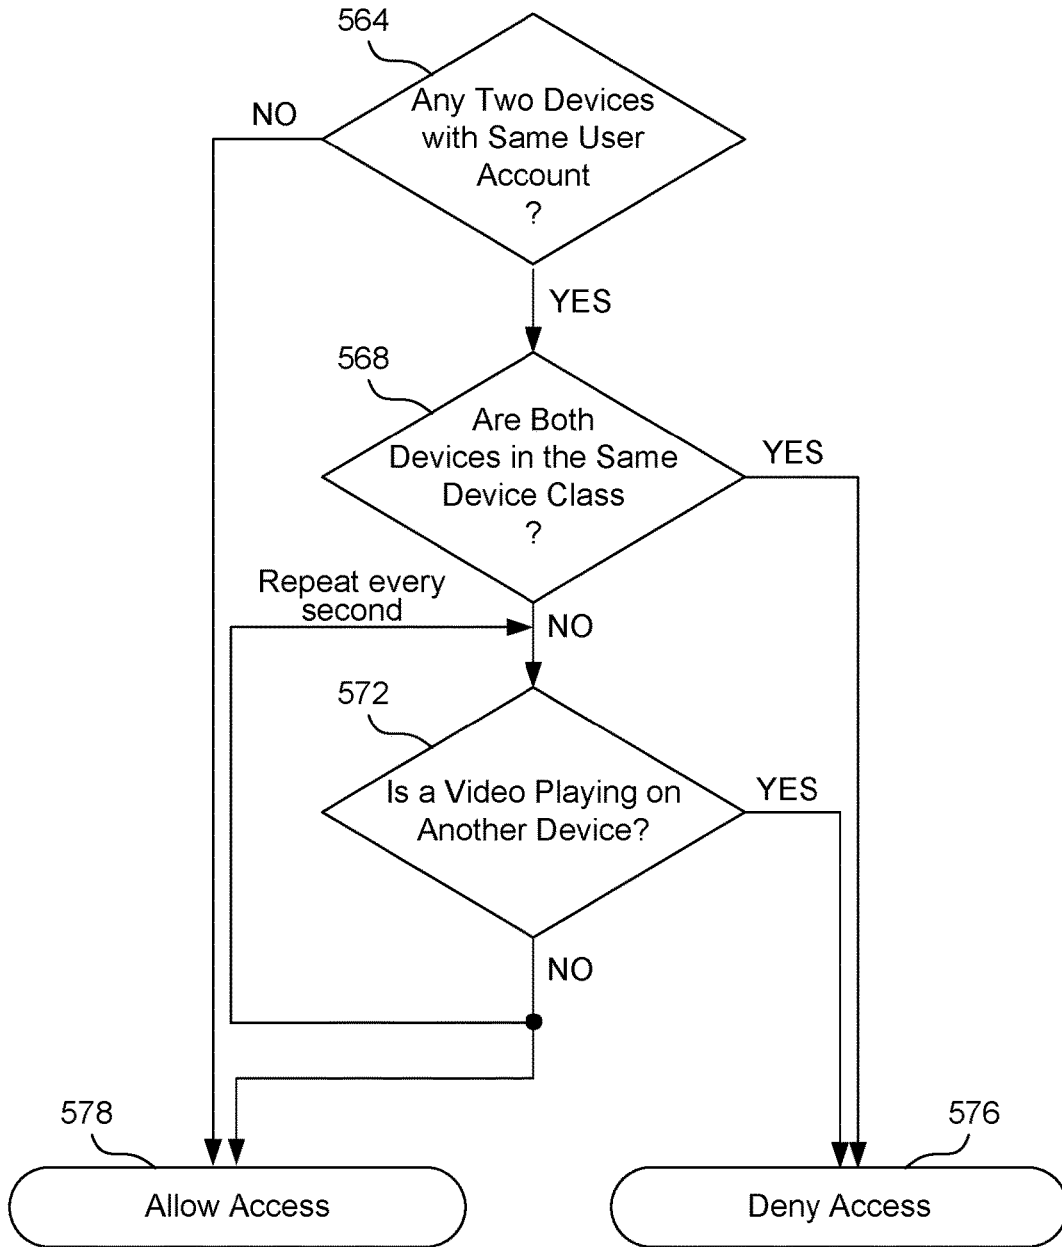 564
Any Two Devices
with Same User
Account
?
NO
YES
568
Are Both
Devices in the Same
Device Class
?
YES
Repeat every
second
NO
572
Is a Video Playing on
Another Device?
YES
NO
578
576
Allow Access
Deny Access